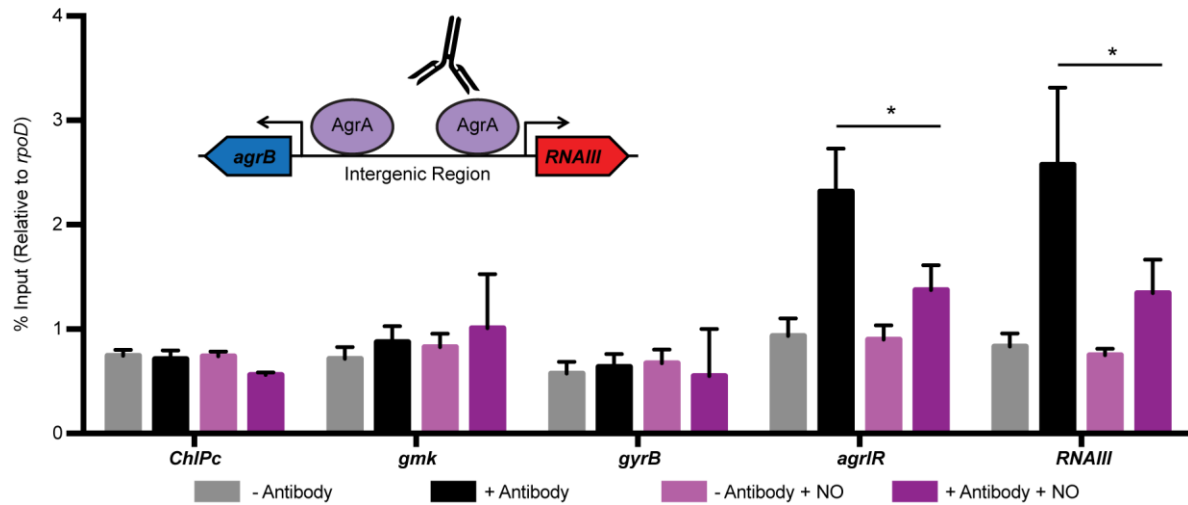 4
3
2
1
0
% Input (Relative to rpoD)
AgrA
AgrA
agrB
RNAIII
Intergenic Region
*
*
ChIPc
gmk
gyrB
agrIR
RNAIII
- Antibody
+ Antibody
- Antibody + NO
+ Antibody + NO